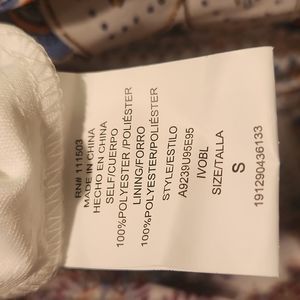 RN# 111503
MADE IN CHINA
HECHO EN CHINA
SELF/CUERPO
100%POLYESTER /POLIÉSTER
LINING/FORRO
100%POLYESTER/POLIÉSTER
STYLE/ESTILO
A9239U95E95
IVOBL
SIZE/TALLA
S
191290436133